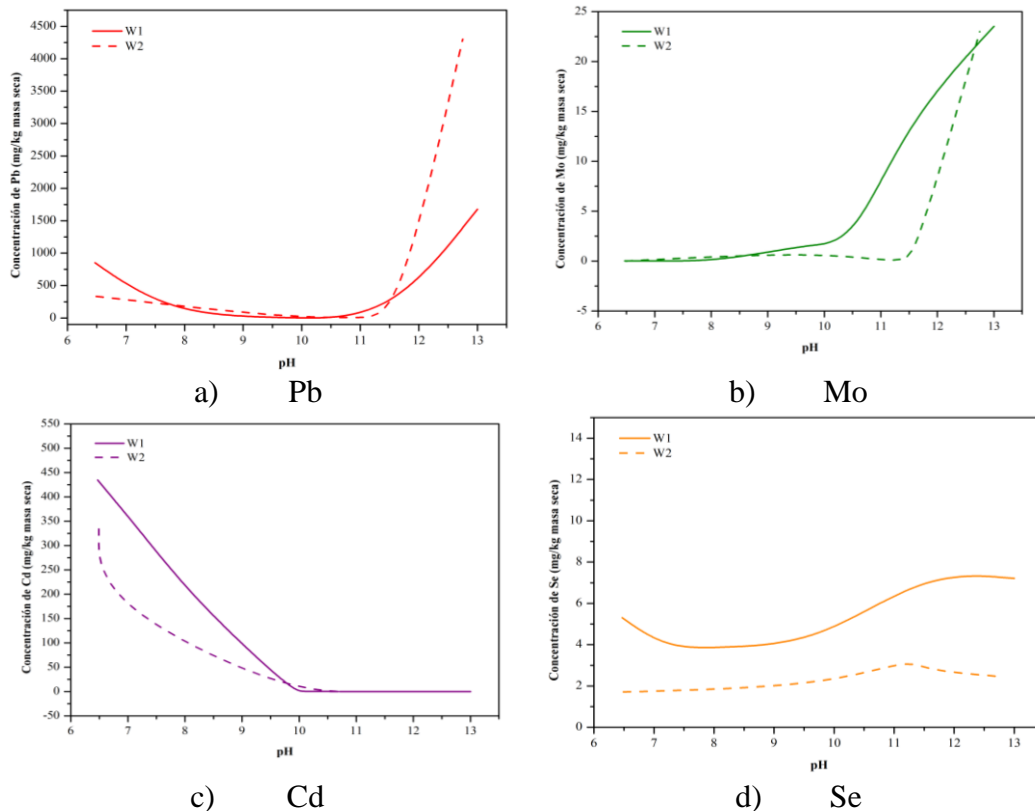 W1
W2
Concentración de Pb (mg/kg masa seca)
4500
4000
3500
3000
2500
2000
1500
1000
500
0
6 7 8 9 10 11 12 13
pH
a) Pb
W1
W2
Concentración de Mo (mg/kg masa seca)
25
20
15
10
5
0
-5
6 7 8 9 10 11 12 13
pH
b) Mo
W1
W2
Concentración de Cd (mg/kg masa seca)
550
500
450
400
350
300
250
200
150
100
50
0
-50
6 7 8 9 10 11 12 13
pH
c) Cd
W1
W2
Concentración de Se (mg/kg masa seca)
14
12
10
8
6
4
2
0
6 7 8 9 10 11 12 13
pH
d) Se